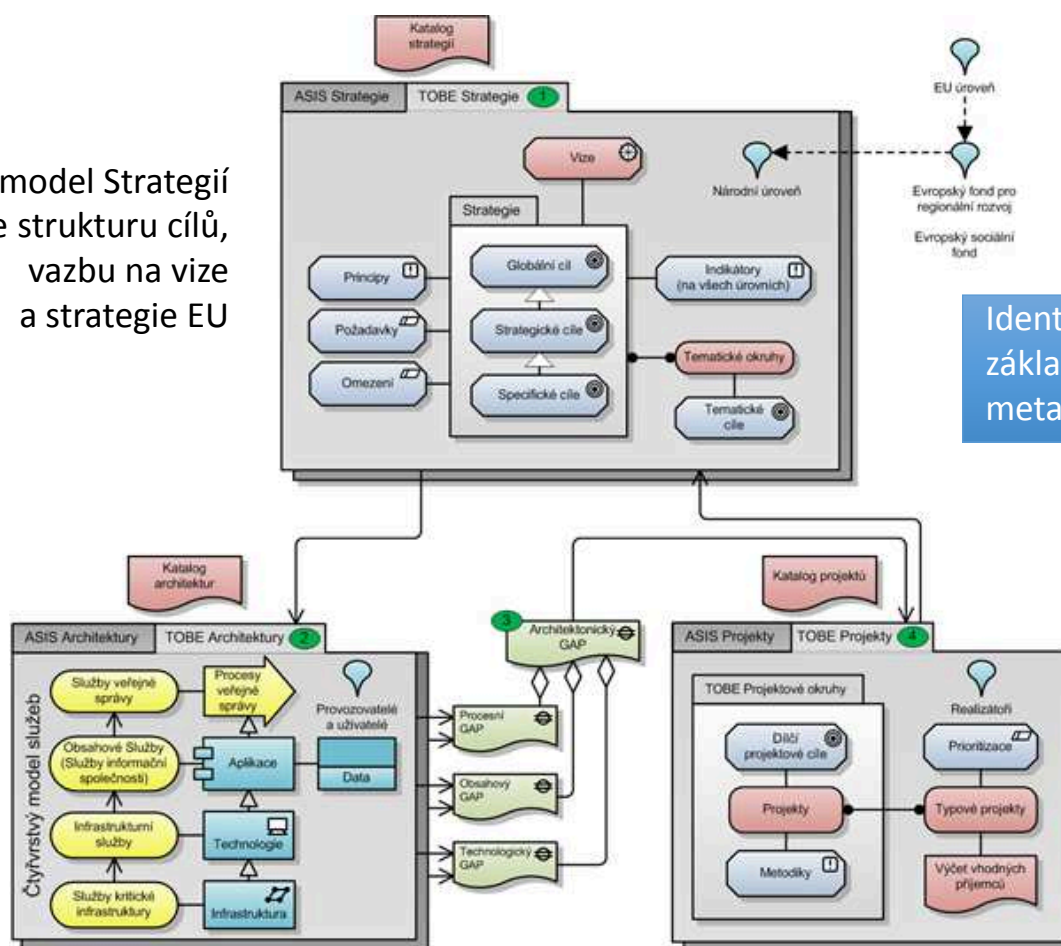 Katalog
strategií
ASIS Strategie
TOBE Strategie
1
EU úroveň
Vize
Národní úroveň
Evropský fond pro
regionální rozvoj
Evropský sociální
fond
model Strategií
e strukturu cílů,
vazbu na vize
a strategie EU
Strategie
Principy
Globální cíl
Indikátory
(na všech úrovních)
Požadavky
Strategické cíle
Omezení
Specifické cíle
Tematické okruhy
Tematické
cíle
Ident
zákla
meta
Katalog
architektur
Katalog projektů
ASIS Architektury
TOBE Architektury
2
3
Architektonický
GAP
ASIS Projekty
TOBE Projekty
4
Čtyřvrstvý model služeb
Služby veřejné
správy
Procesy
veřejné
správy
Provozovatelé
a uživatelé
Obsahové Služby
(Služby informační
společnosti)
Aplikace
Data
Infrastrukturní
služby
Technologie
Služby kritické
infrastruktury
Infrastruktura
Procesní
GAP
Obsahový
GAP
Technologický
GAP
TOBE Projektové okruhy
Realizátoři
Dílčí
projektové cíle
Prioritizace
Projekty
Typové projekty
Metodiky
Výčet vhodných
příjemců